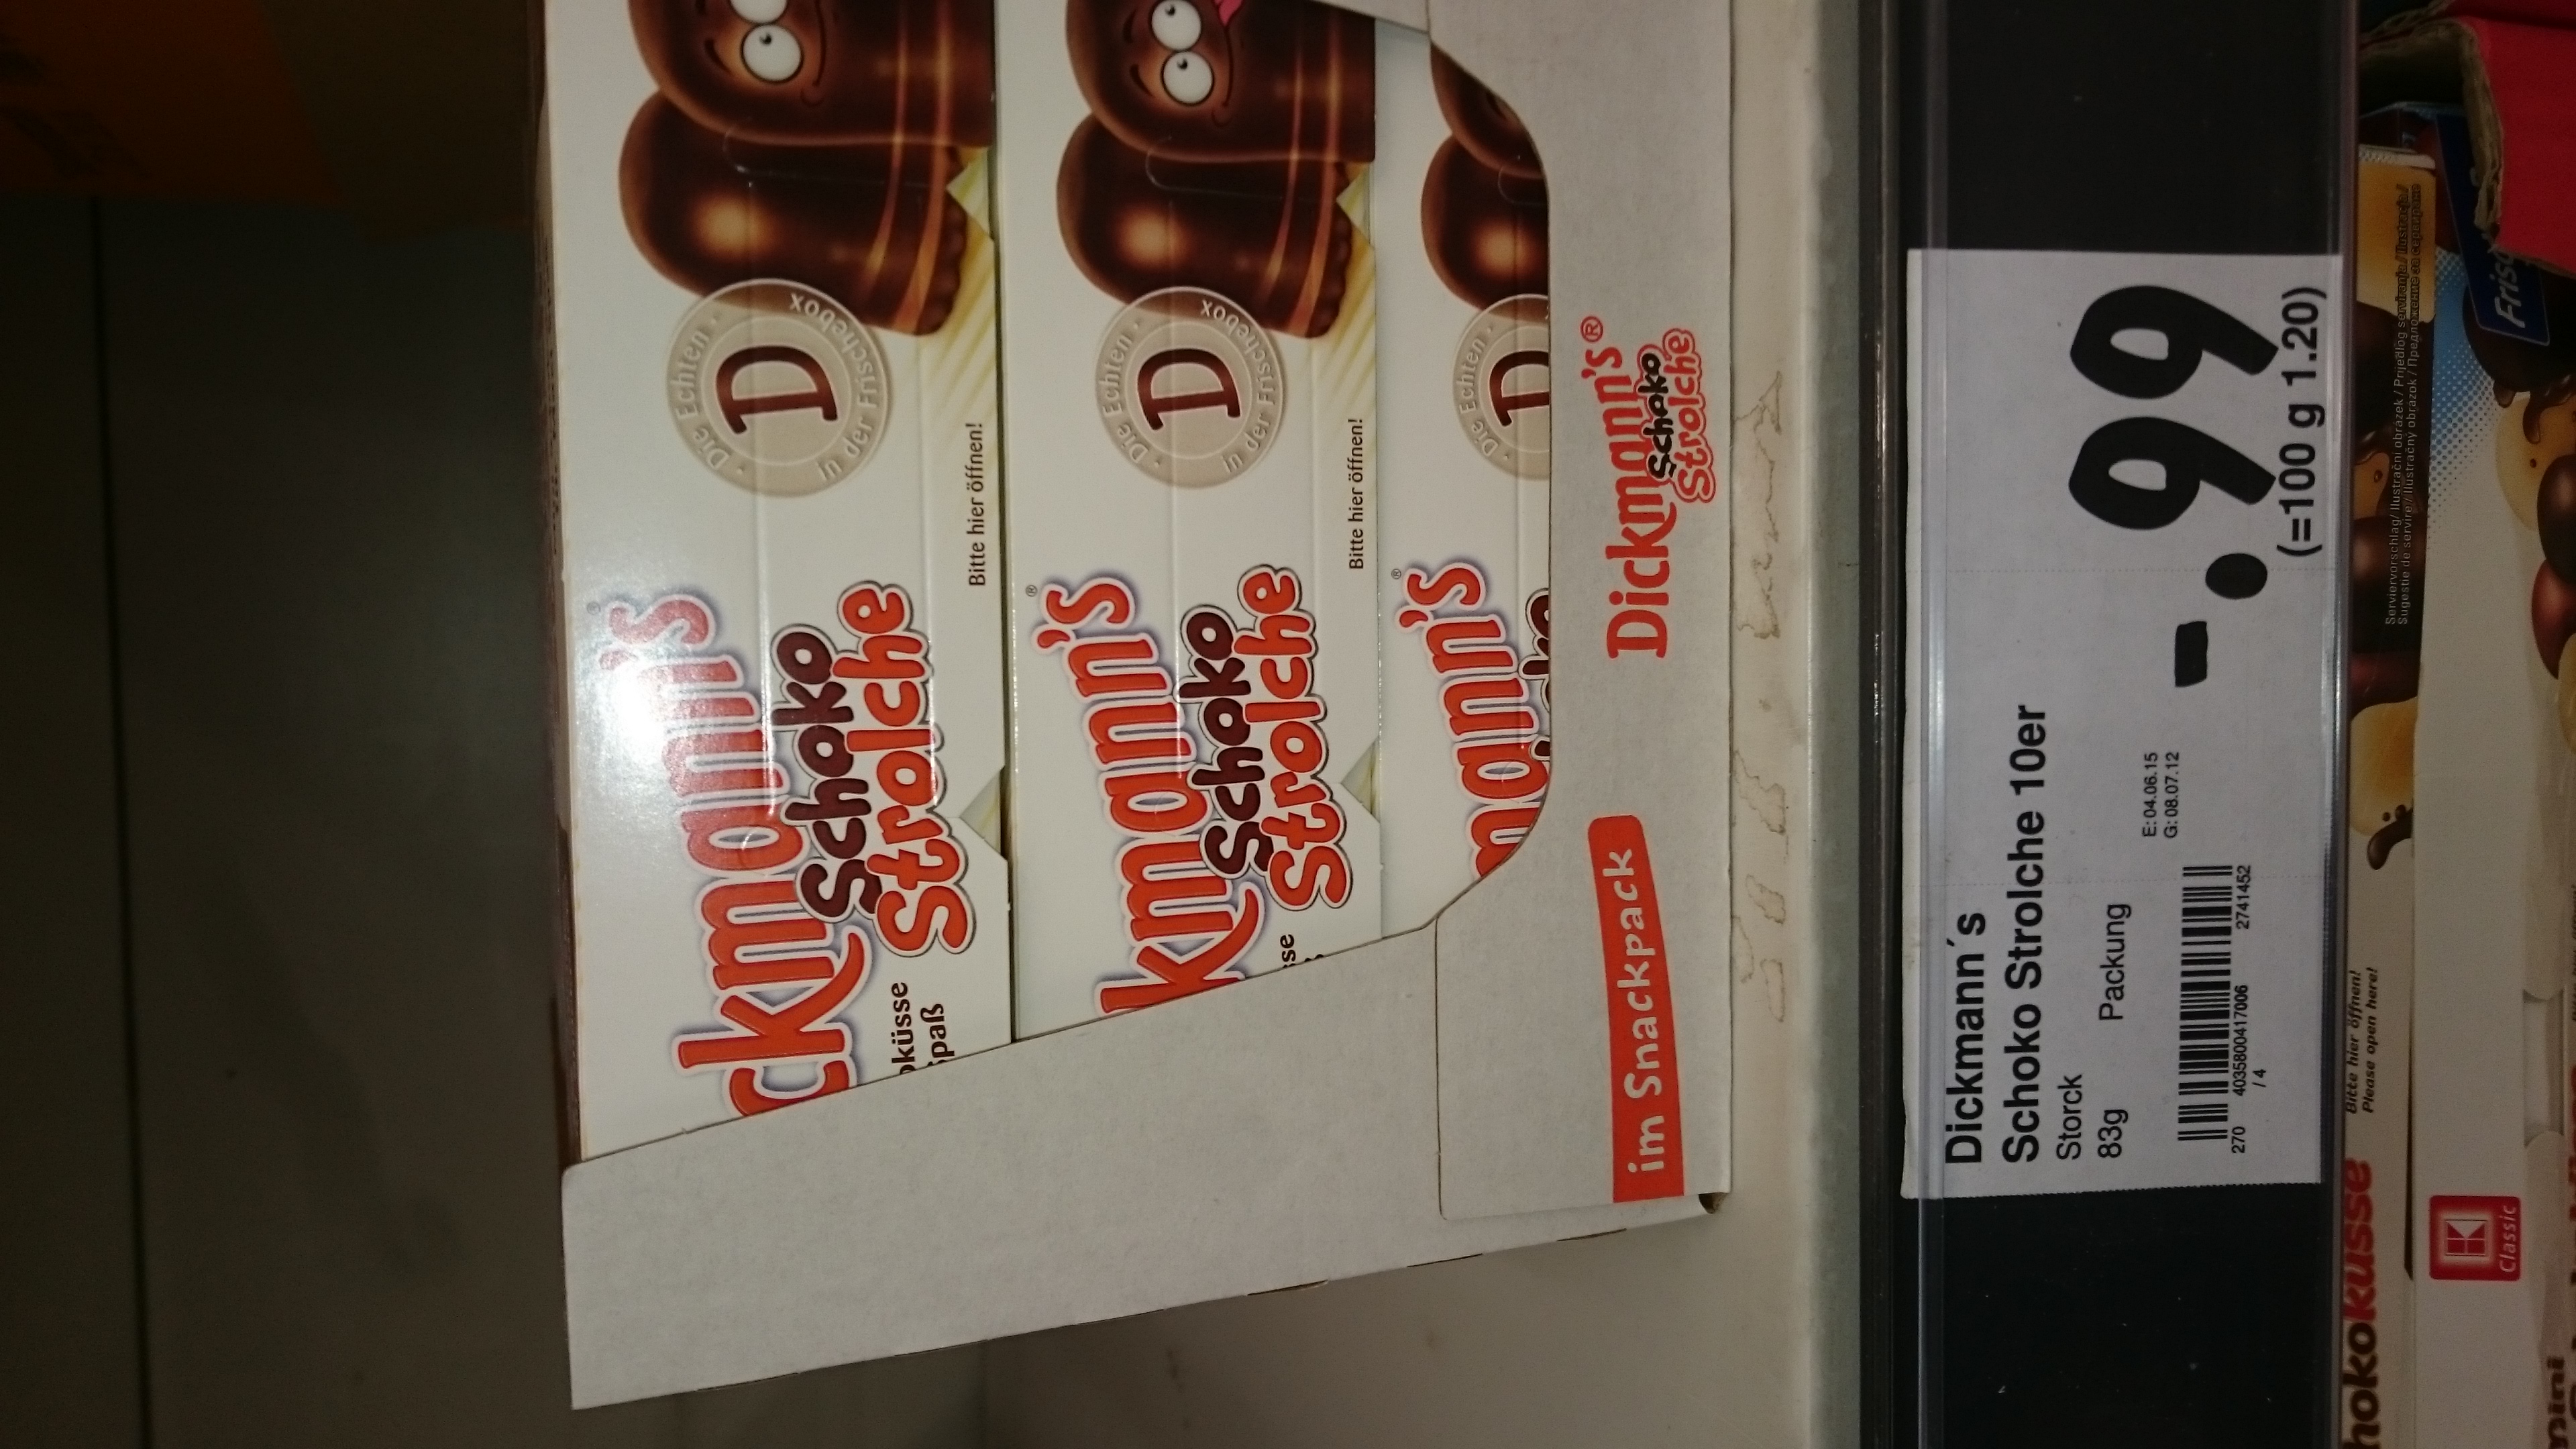 Dickmann's
Schoko
Strolche
Die Echten
in der Frischebox
D
Bitte hier öffnen!
kmann's
Schoko
Strolche
Die Echten
in der Frischebox
D
Bitte hier öffnen!
mann's
Die Echten
D
im Snackpack
Dickmann's®
Schoko
Strolche
Dickmann´s
Schoko Strolche 10er
Storck
83g Packung
E: 04.06.15
G: 08.07.12
-.99
(=100 g 1.20)
270 4035800417006 2741452
/ 4
Bitte hier öffnen!
Please open here!
Classic